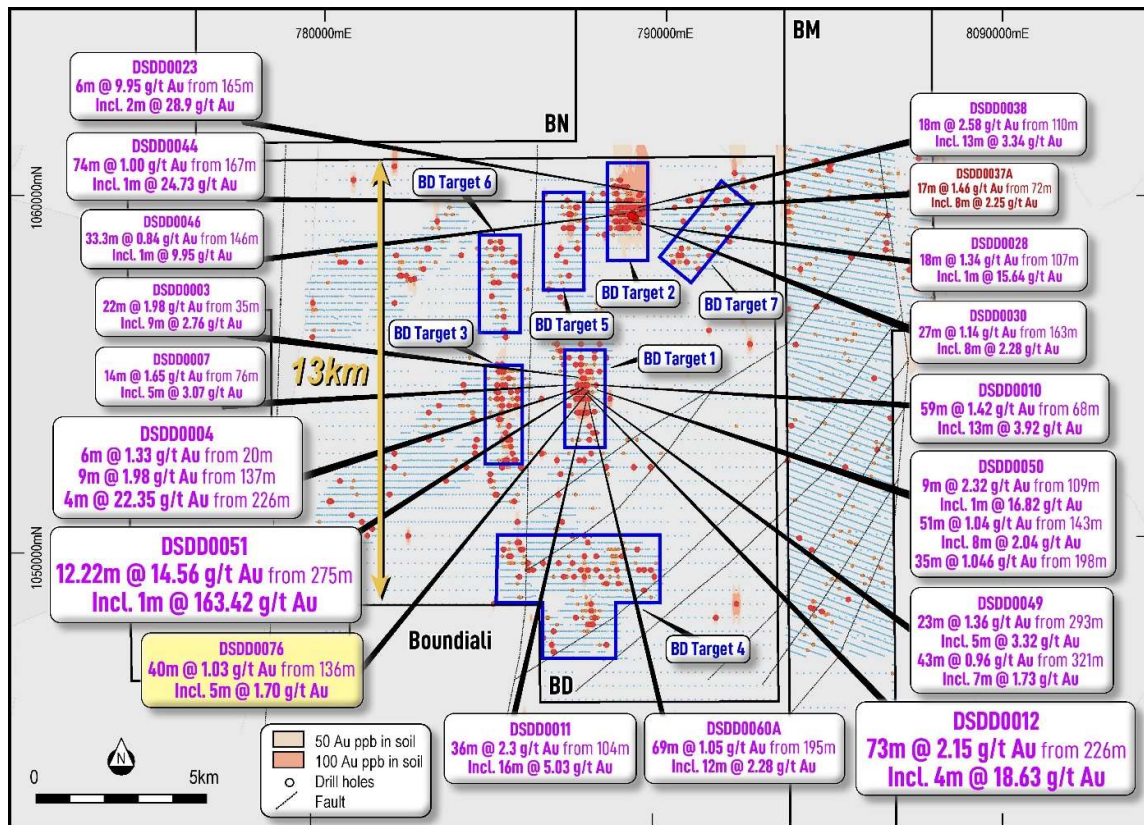 780000mE
790000mE
8090000mE
BM
BN
1060000mN
1050000mN
DSDD0023
6m @ 9.95 g/t Au from 165m
Incl. 2m @ 28.9 g/t Au
DSDD0044
74m @ 1.00 g/t Au from 167m
Incl. 1m @ 24.73 g/t Au
DSDD0046
33.3m @ 0.84 g/t Au from 146m
Incl. 1m @ 9.95 g/t Au
DSDD0003
22m @ 1.98 g/t Au from 35m
Incl. 9m @ 2.76 g/t Au
DSDD0007
14m @ 1.65 g/t Au from 76m
Incl. 5m @ 3.07 g/t Au
DSDD0004
6m @ 1.33 g/t Au from 20m
9m @ 1.98 g/t Au from 137m
4m @ 22.35 g/t Au from 226m
DSDD0051
12.22m @ 14.56 g/t Au from 275m
Incl. 1m @ 163.42 g/t Au
DSDD0076
40m @ 1.03 g/t Au from 136m
Incl. 5m @ 1.70 g/t Au
13km
BD Target 6
BD Target 2
BD Target 7
BD Target 5
BD Target 3
BD Target 1
BD Target 4
Boundiali
BD
DSDD0038
18m @ 2.58 g/t Au from 110m
Incl. 13m @ 3.34 g/t Au
DSDD0037A
17m @ 1.46 g/t Au from 72m
Incl. 8m @ 2.25 g/t Au
DSDD0028
18m @ 1.34 g/t Au from 107m
Incl. 1m @ 15.64 g/t Au
DSDD0030
27m @ 1.14 g/t Au from 163m
Incl. 8m @ 2.28 g/t Au
DSDD0010
59m @ 1.42 g/t Au from 68m
Incl. 13m @ 3.92 g/t Au
DSDD0050
9m @ 2.32 g/t Au from 109m
Incl. 1m @ 16.82 g/t Au
51m @ 1.04 g/t Au from 143m
Incl. 8m @ 2.04 g/t Au
35m @ 1.046 g/t Au from 198m
DSDD0049
23m @ 1.36 g/t Au from 293m
Incl. 5m @ 3.32 g/t Au
43m @ 0.96 g/t Au from 321m
Incl. 7m @ 1.73 g/t Au
DSDD0012
73m @ 2.15 g/t Au from 226m
Incl. 4m @ 18.63 g/t Au
DSDD0011
36m @ 2.3 g/t Au from 104m
Incl. 16m @ 5.03 g/t Au
DSDD0060A
69m @ 1.05 g/t Au from 195m
Incl. 12m @ 2.28 g/t Au
N
0 5km
50 Au ppb in soil
100 Au ppb in soil
Drill holes
Fault